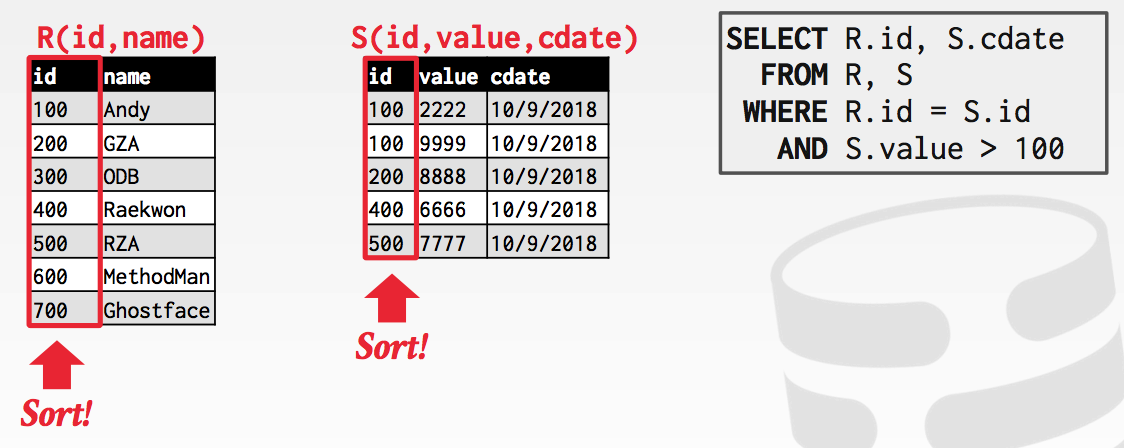 R(id,name)
id name
100 Andy
200 GZA
300 ODB
400 Raekwon
500 RZA
600 MethodMan
700 Ghostface
Sort!
S(id,value,cdate)
id value cdate
100 2222 10/9/2018
100 9999 10/9/2018
200 8888 10/9/2018
400 6666 10/9/2018
500 7777 10/9/2018
Sort!
SELECT R.id, S.cdate
FROM R, S
WHERE R.id = S.id
AND S.value > 100